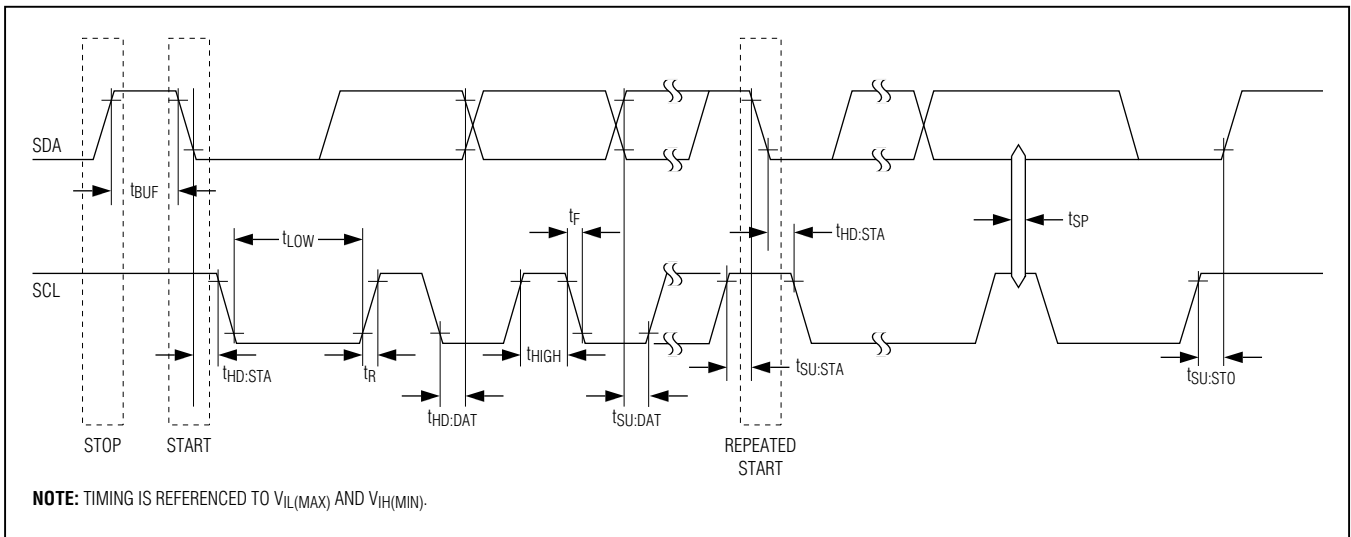 SDA
tBUF
tF
tSP
tLOW
tHD:STA
SCL
tHD:STA
tR
tHIGH
tSU:STA
tSU:STO
tHD:DAT
tSU:DAT
STOP
START
REPEATED
START
NOTE: TIMING IS REFERENCED TO VIL(MAX) AND VIH(MIN).